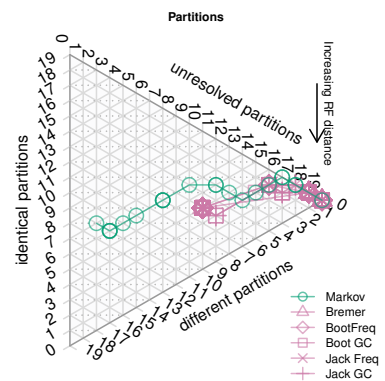 Partitions
0 1 2 3 4 5 6 7 8 9 10 11 12 13 14 15 16 17 18 19
unresolved partitions
Increasing RF distance
19
18
17
16
15
14
13
12
11
10
9
8
7
6
5
4
3
2
1
0
identical partitions
19 18 17 16 15 14 13 12 11 10 9 8 7 6 5 4 3 2 1 0
different partitions
Markov
Bremer
BootFreq
Boot GC
Jack Freq
Jack GC